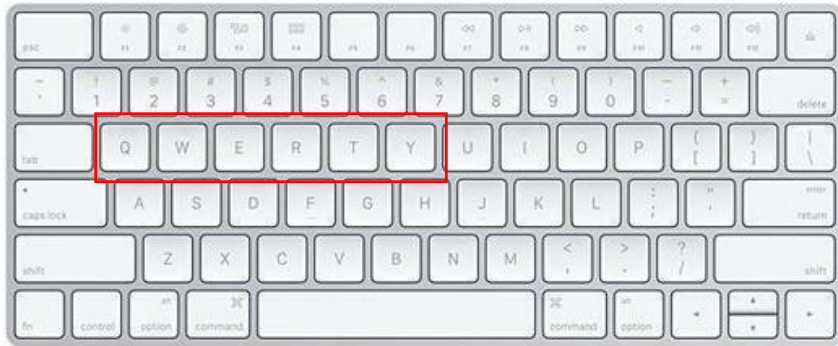 esc F1 F2 F3 F4 F5 F6 F7 F8 F9 F10 F11 F12
~ ! @ # $ % ^ & * ( ) — +
` 1 2 3 4 5 6 7 8 9 0 - = delete
tab Q W E R T Y U I O P { [ } ] | \
caps lock A S D F G H J K L : ; " ' enter return
shift Z X C V B N M < , > . ? / shift
fn control alt option ⌘ command ⌘ command alt option